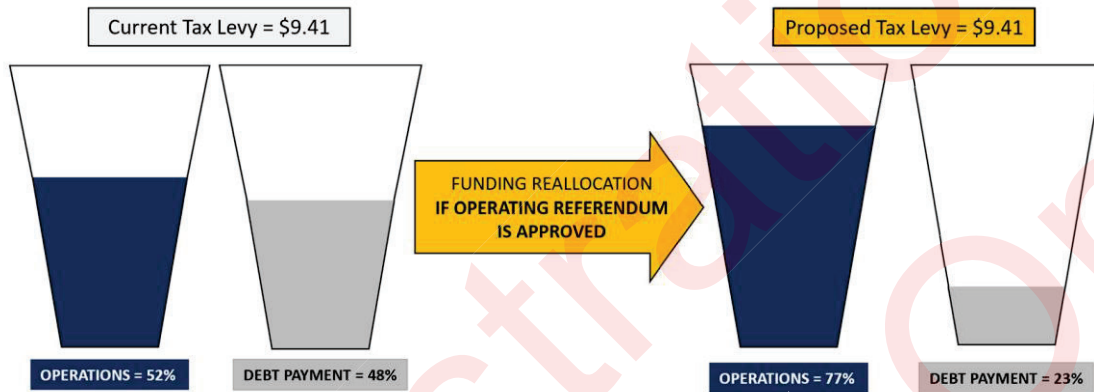 Current Tax Levy = $9.41
Proposed Tax Levy = $9.41
FUNDING REALLOCATION
IF OPERATING REFERENDUM
IS APPROVED
OPERATIONS = 52%
DEBT PAYMENT = 48%
OPERATIONS = 77%
DEBT PAYMENT = 23%